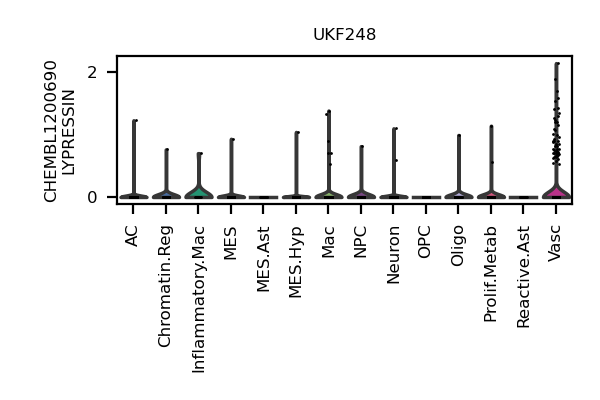 UKF248
CHEMBL1200690
LYPRESSIN
2
0
AC
Chromatin.Reg
Inflammatory.Mac
MES
MES.Ast
MES.Hyp
Mac
NPC
Neuron
OPC
Oligo
Prolif.Metab
Reactive.Ast
Vasc